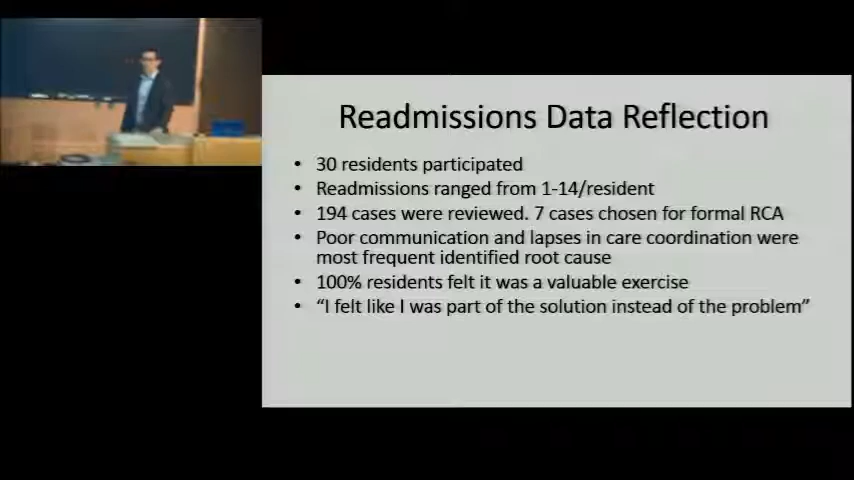 Readmissions Data Reflection
• 30 residents participated
• Readmissions ranged from 1-14/resident
• 194 cases were reviewed. 7 cases chosen for formal RCA
• Poor communication and lapses in care coordination were
most frequent identified root cause
• 100% residents felt it was a valuable exercise
• “I felt like I was part of the solution instead of the problem”